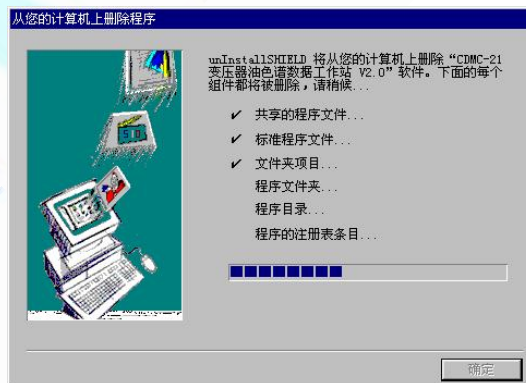 从您的计算机上删除程序
unInstallSHIELD 将从您的计算机上删除“CDMC-21
变压器油色谱数据工作站 V2.0”软件。下面的每个
组件都将被删除，请稍候...
✓ 共享的程序文件...
✓ 标准程序文件...
✓ 文件夹项目...
程序文件夹...
程序目录...
程序的注册表条目...
确定